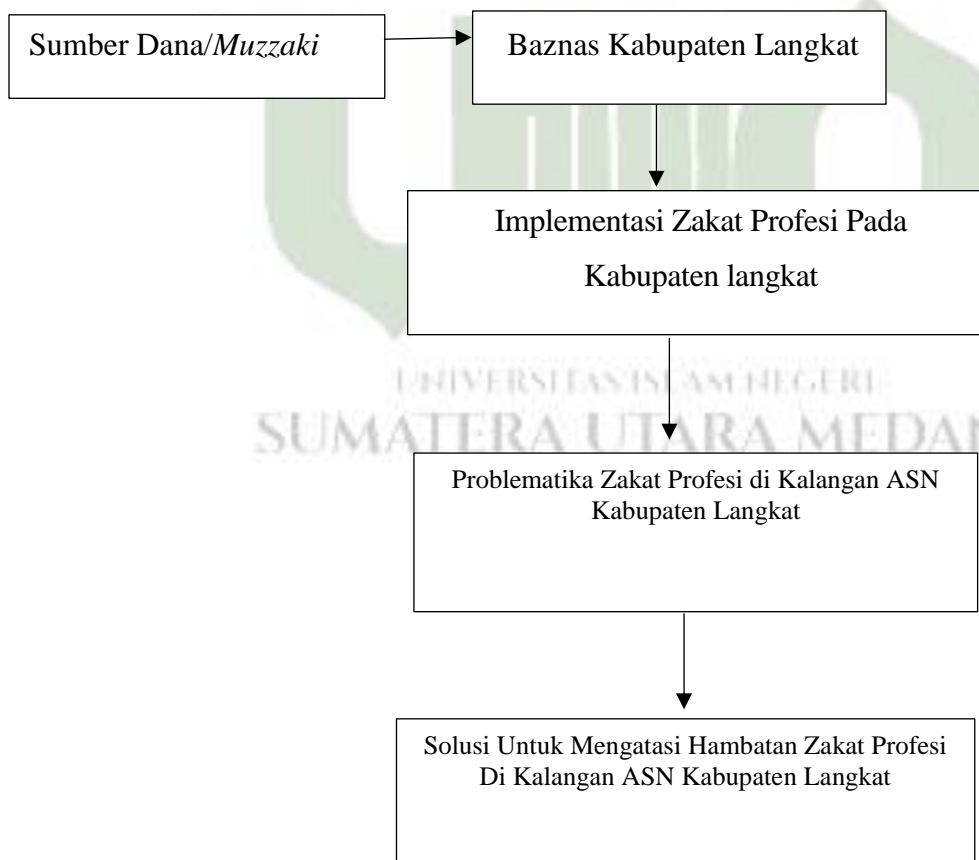 Sumber Dana/Muzzaki
Baznas Kabupaten Langkat
Implementasi Zakat Profesi Pada
Kabupaten langkat
UNIVERSITAS ISLAM NEGERI
SUMATERA UTARA MEDAN
Problematika Zakat Profesi di Kalangan ASN
Kabupaten Langkat
Solusi Untuk Mengatasi Hambatan Zakat Profesi
Di Kalangan ASN Kabupaten Langkat